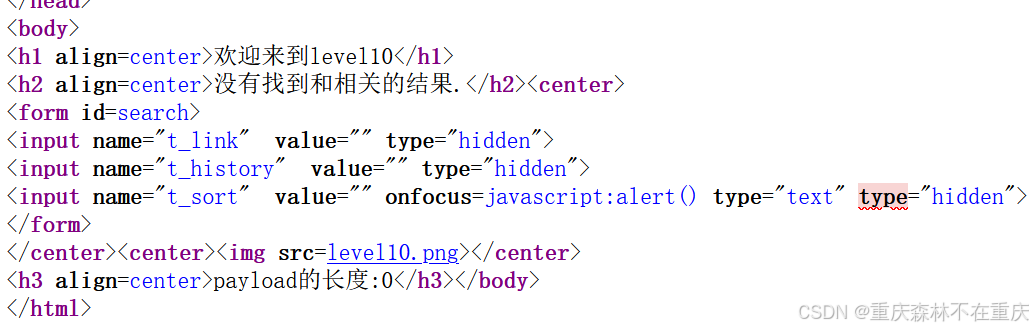 </head>
<body>
<h1 align=center>欢迎来到level10</h1>
<h2 align=center>没有找到和相关的结果.</h2><center>
<form id=search>
<input name="t_link"  value="" type="hidden">
<input name="t_history"  value="" type="hidden">
<input name="t_sort"  value="" onfocus=javascript:alert() type="text" type="hidden">
</form>
</center><center><img src=level10.png></center>
<h3 align=center>payload的长度:0</h3></body>
</html>
CSDN @重庆森林不在重庆